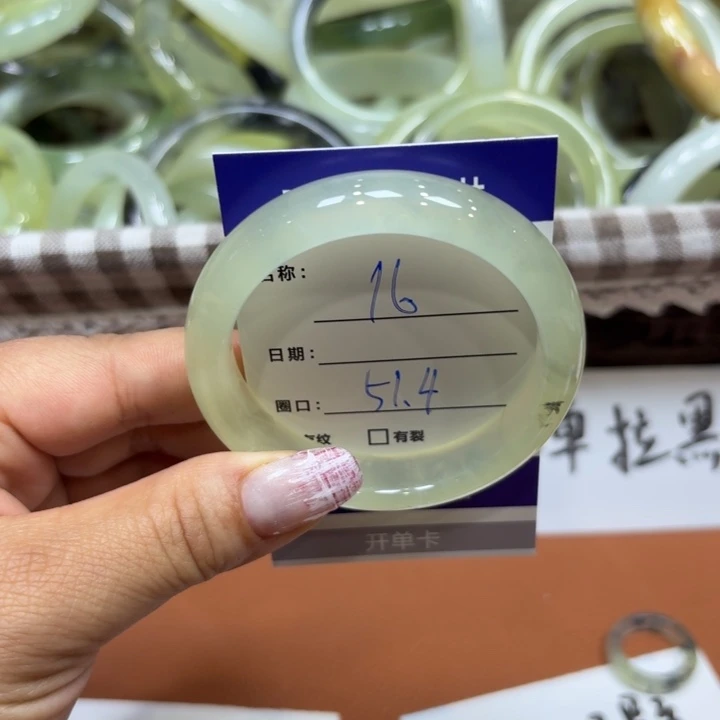 名称： 16
日期：
圈口： 51.4
纹 □有裂
开单卡
单拉黑